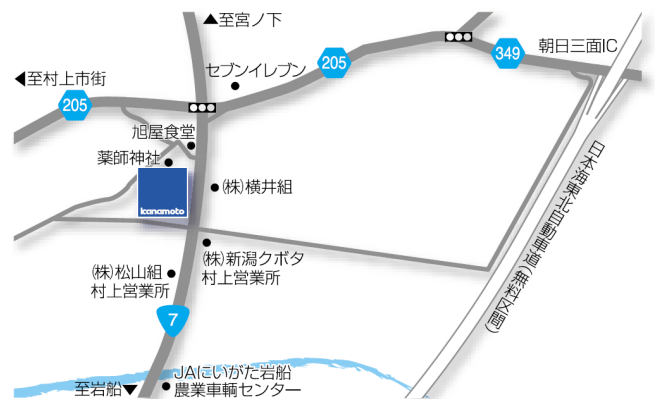 ▲至宮ノ下
349
朝日三面IC
205
セブンイレブン
◀至村上市街
205
旭屋食堂
薬師神社
kanamoto
(株)横井組
日本海東北自動車道(無料区間)
(株)新潟クボタ
村上営業所
(株)松山組
村上営業所
7
JAにいがた岩船
農業車輌センター
至岩船▼